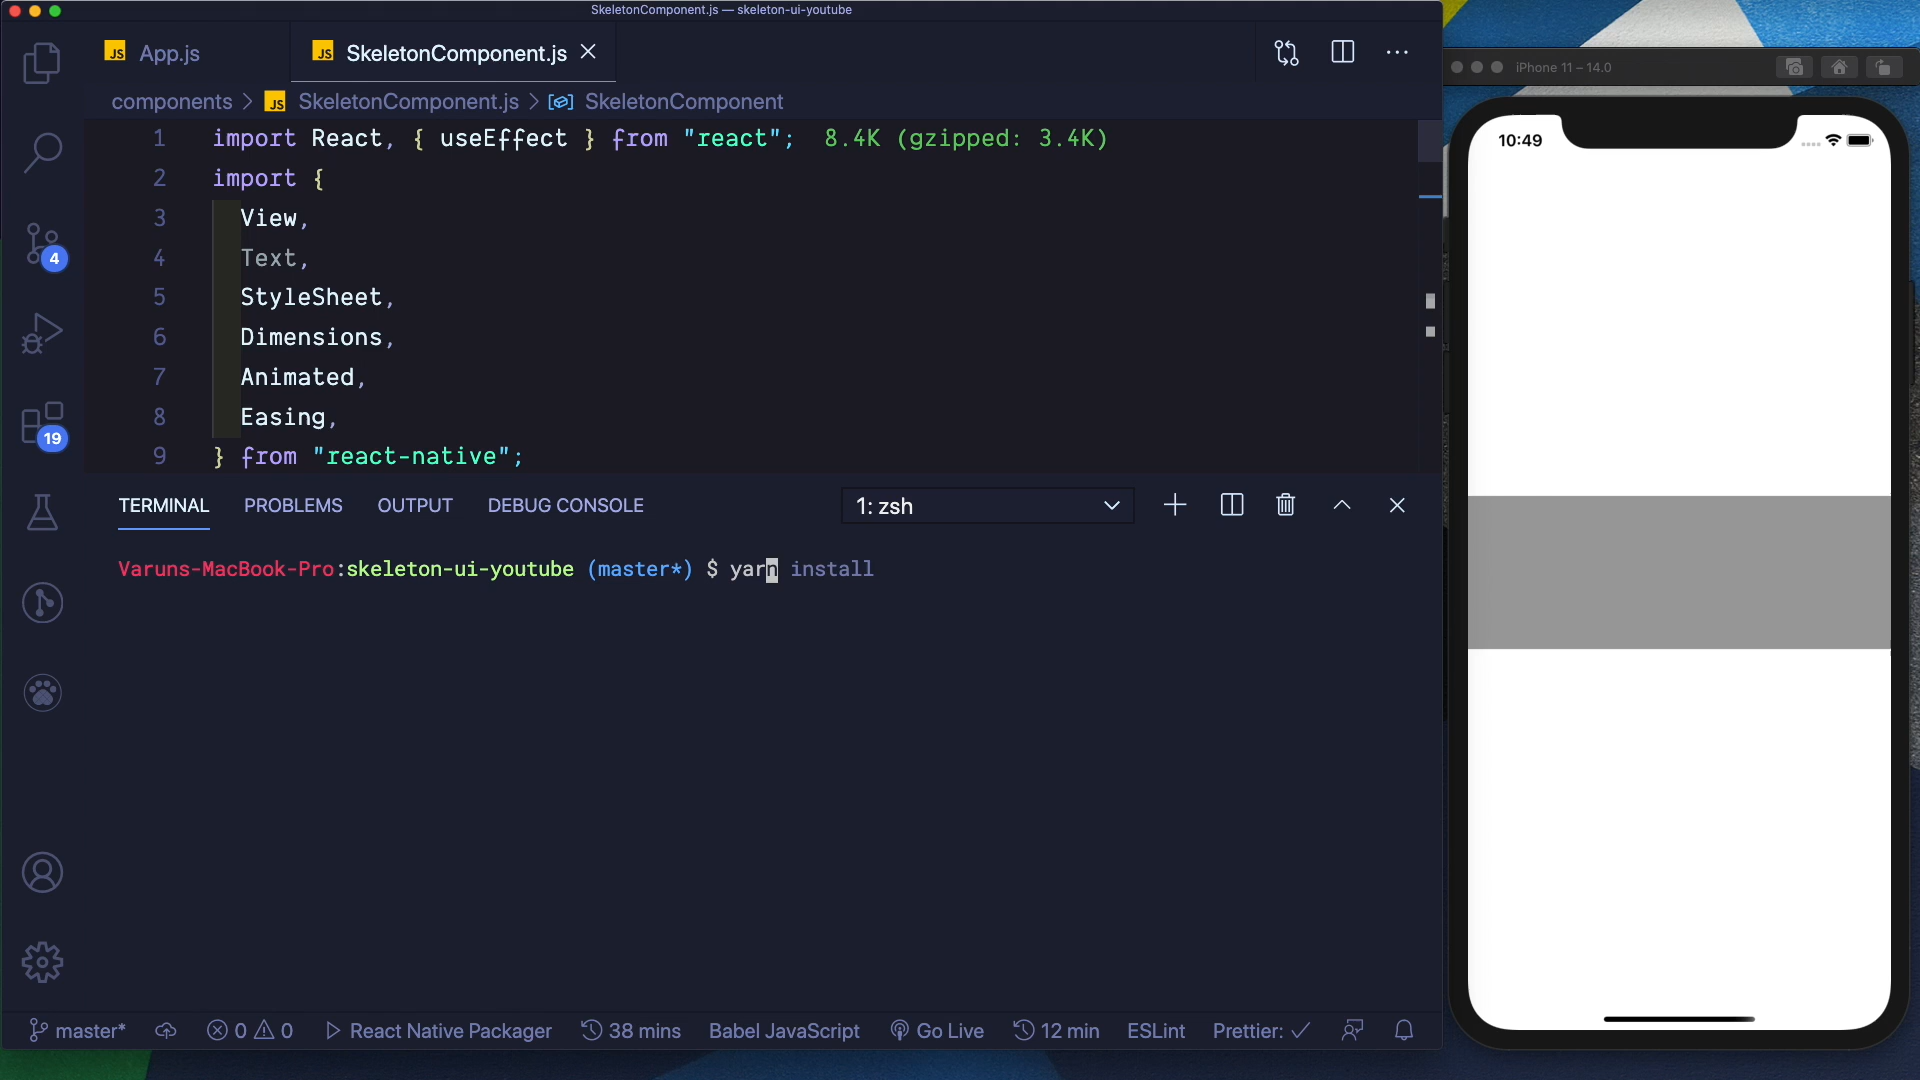 SkeletonComponent.js — skeleton-ui-youtube
JS App.js
JS SkeletonComponent.js
components > JS SkeletonComponent.js > SkeletonComponent
1 import React, { useEffect } from "react"; 8.4K (gzipped: 3.4K)
2 import {
3 View,
4 Text,
5 StyleSheet,
6 Dimensions,
7 Animated,
8 Easing,
9 } from "react-native";
4
19
TERMINAL PROBLEMS OUTPUT DEBUG CONSOLE 1: zsh
Varuns-MacBook-Pro:skeleton-ui-youtube (master*) $ yarn install
master* 0 0 React Native Packager 38 mins Babel JavaScript Go Live 12 min ESLint Prettier: ✓
iPhone 11 – 14.0
10:49